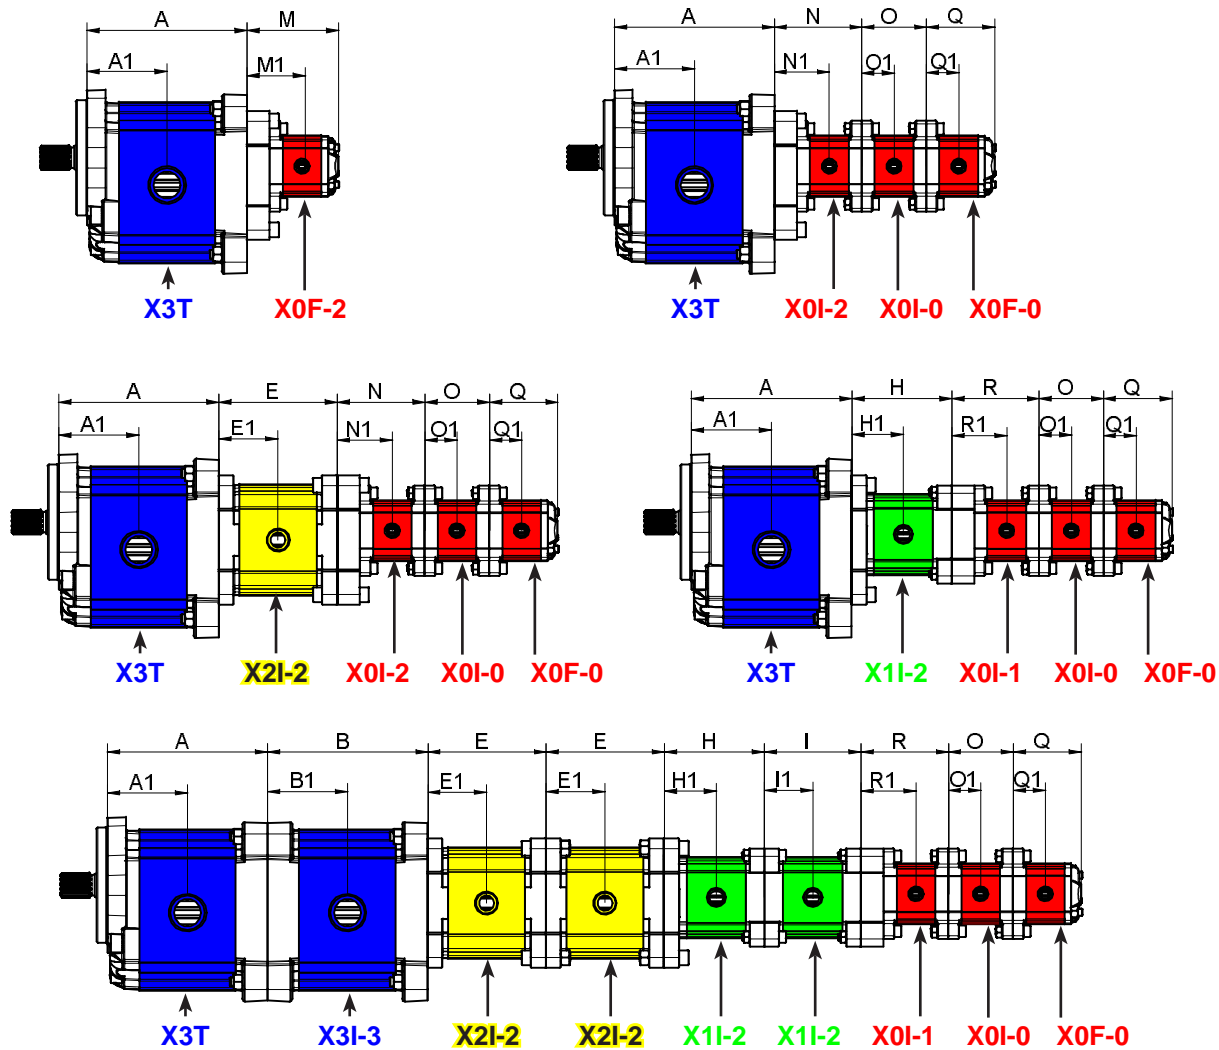 A M
A1 M1
X3T X0F-2
A N O Q
A1 N1 O1 Q1
X3T X0I-2 X0I-0 X0F-0
A E N O Q
A1 E1 N1 O1 Q1
X3T X2I-2 X0I-2 X0I-0 X0F-0
A H R O Q
A1 H1 R1 O1 Q1
X3T X1I-2 X0I-1 X0I-0 X0F-0
A B E E H I R O Q
A1 B1 E1 E1 H1 I1 R1 O1 Q1
X3T X3I-3 X2I-2 X2I-2 X1I-2 X1I-2 X0I-1 X0I-0 X0F-0